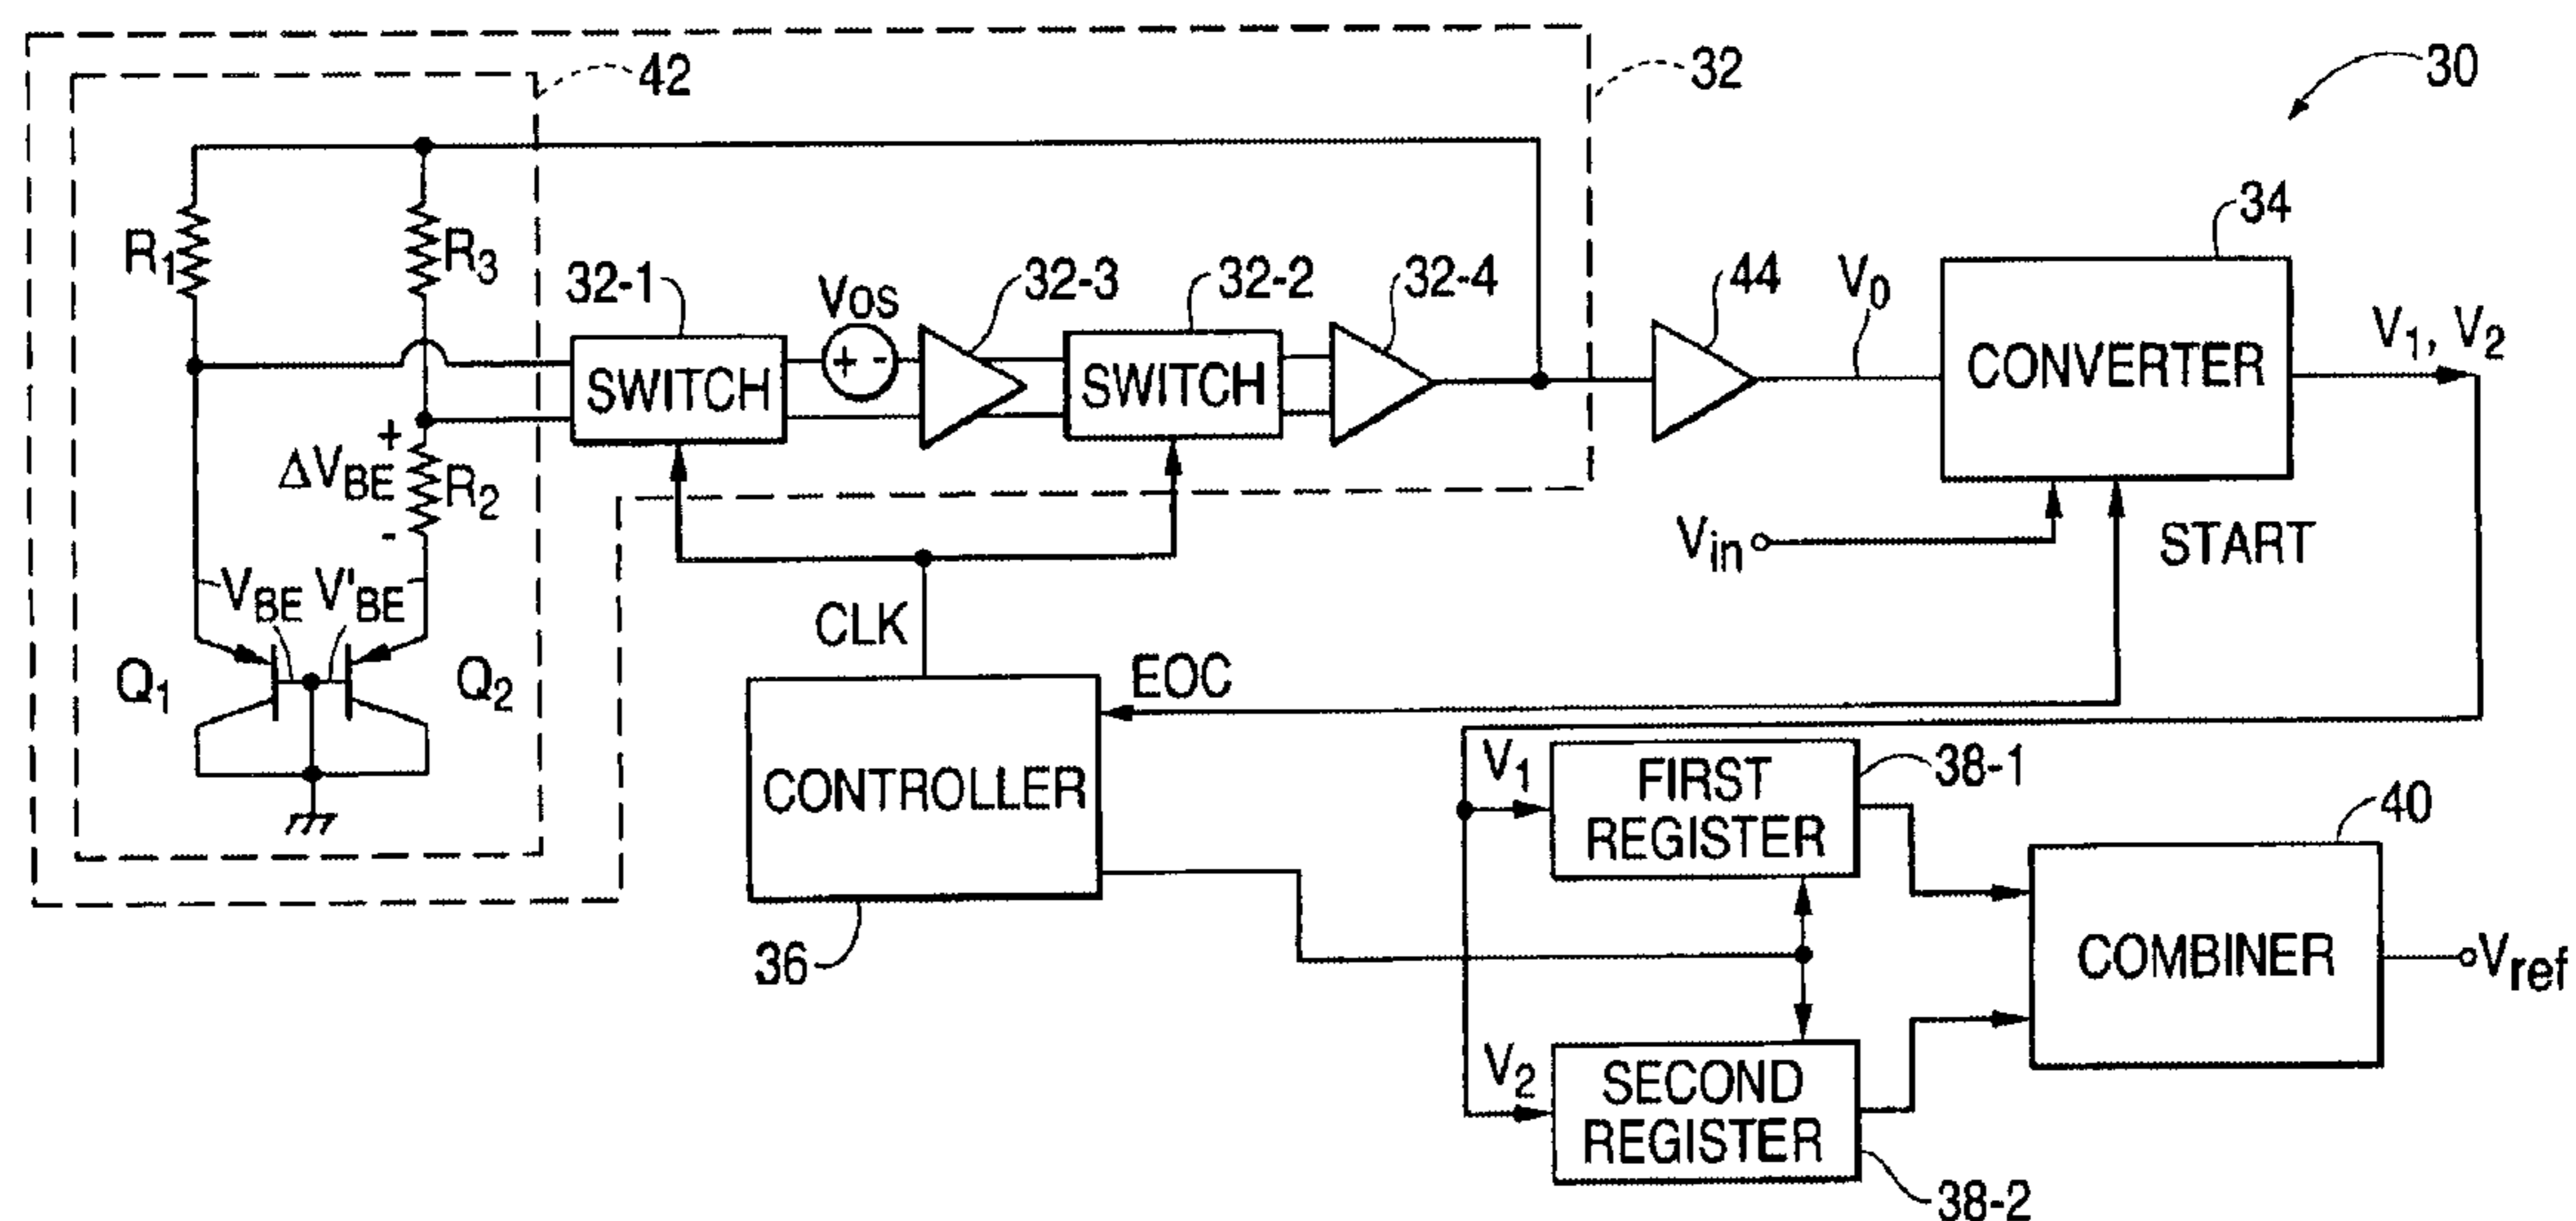 42
32
30
R1
R3
32-1
VOS
32-3
32-2
32-4
44
V0
34
SWITCH
SWITCH
CONVERTER
V1, V2
+ -
+
ΔVBE
R2
-
Vin
START
VBE
V'BE
CLK
EOC
Q1
Q2
CONTROLLER
V1
FIRST
REGISTER
38-1
40
36
COMBINER
Vref
V2
SECOND
REGISTER
38-2